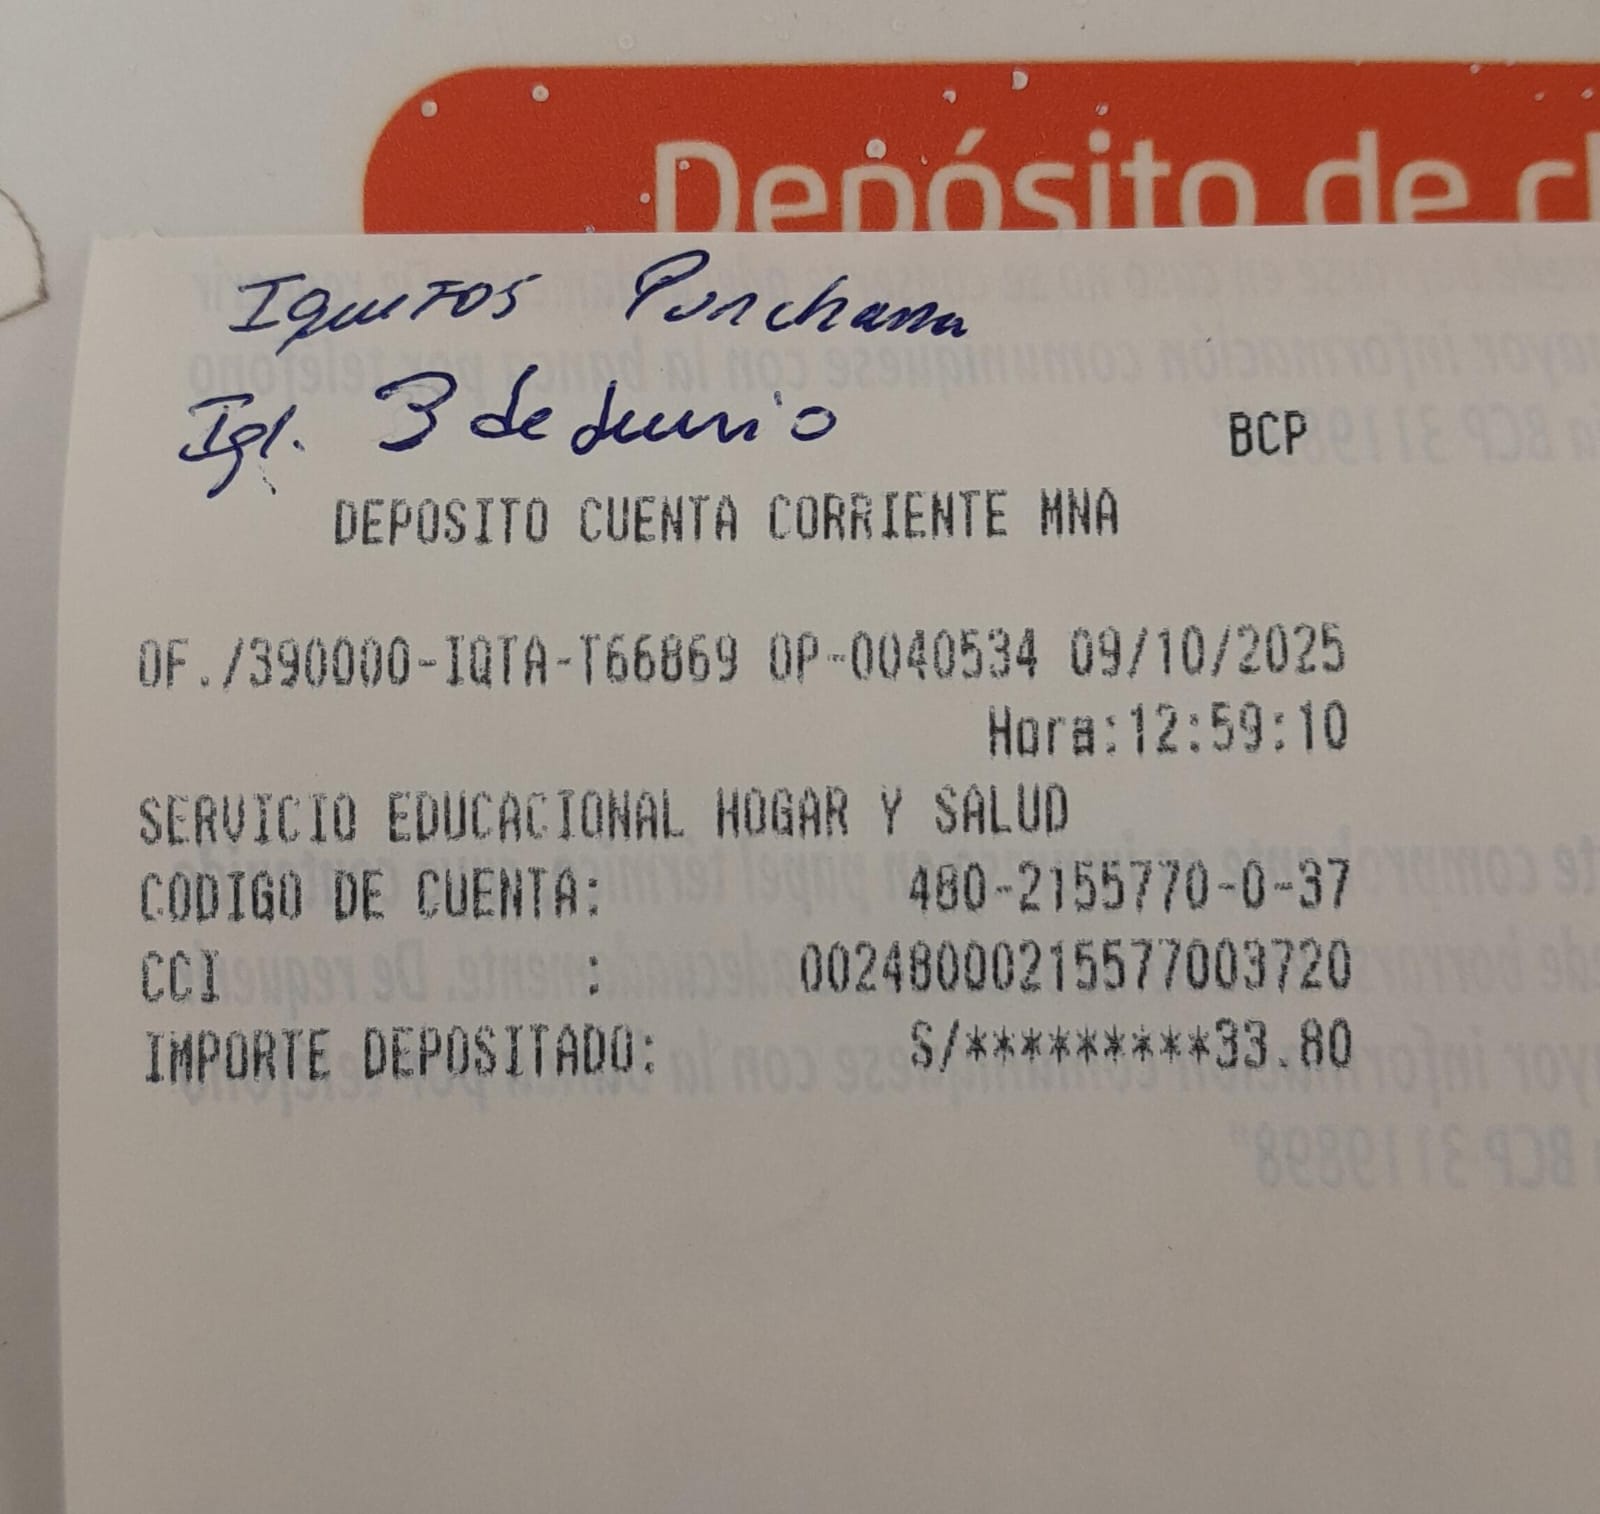 Depósito de cl
Iquitos Punchana
Igl. 3 de Junio
BCP
DEPOSITO CUENTA CORRIENTE MNA
OF./390000-IQTA-T66869 OP-0040534 09/10/2025
Hora:12:59:10
SERVICIO EDUCACIONAL HOGAR Y SALUD
CODIGO DE CUENTA: 480-2155770-0-37
CCI : 00248000215577003720
IMPORTE DEPOSITADO: S/*********33.80